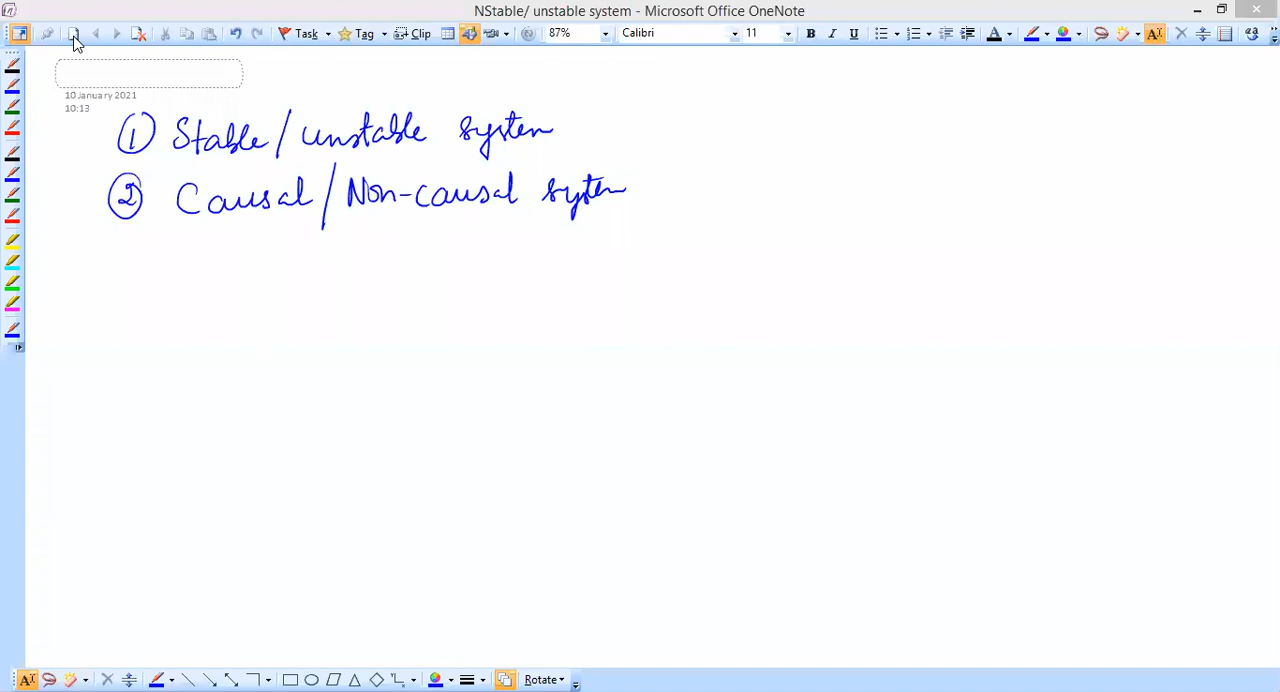 NStable/ unstable system - Microsoft Office OneNote
Task Tag Clip 87% Calibri 11 B I U A A
10 January 2021
10:13
① Stable/unstable system
② Causal/Non-causal system
A Rotate